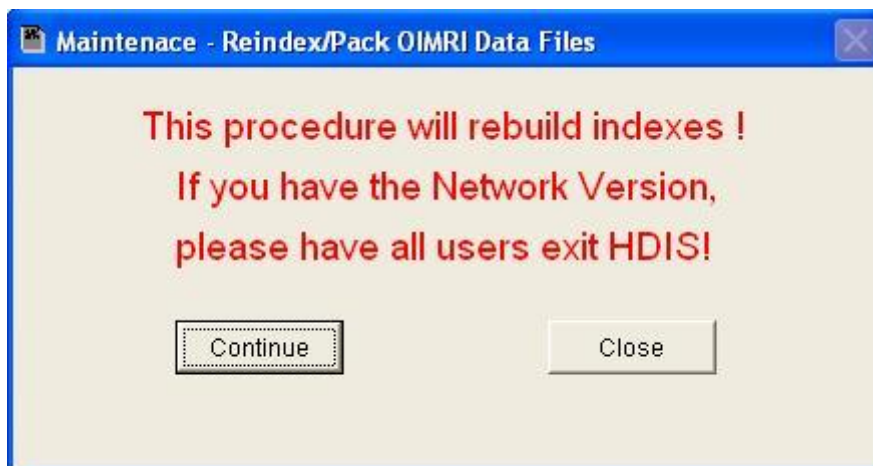 Maintenace - Reindex/Pack OIMRI Data Files
This procedure will rebuild indexes !
If you have the Network Version,
please have all users exit HDIS!
Continue Close